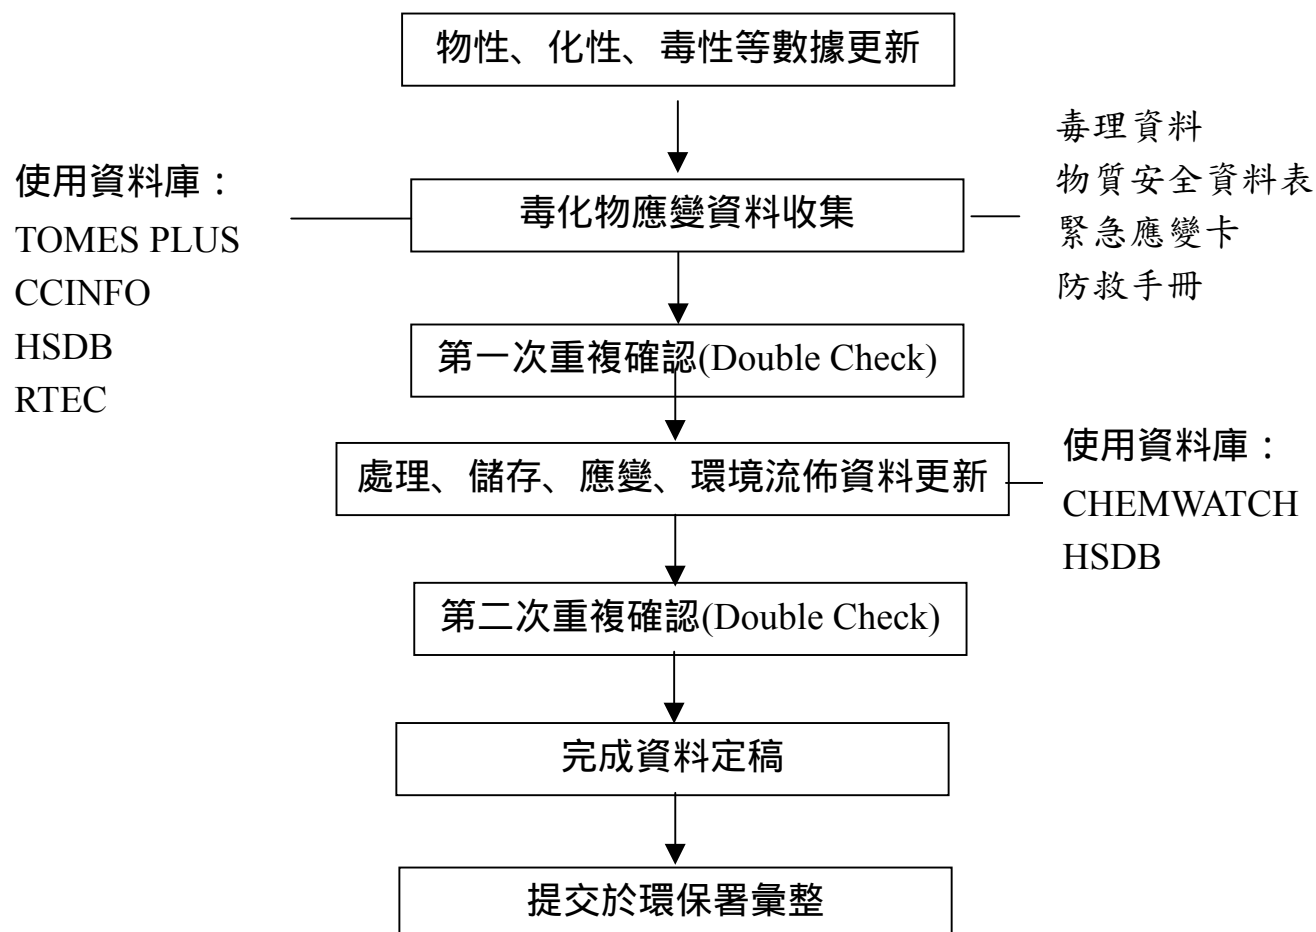 物性、化性、毒性等數據更新
毒理資料
物質安全資料表
緊急應變卡
防救手冊
使用資料庫：
TOMES PLUS
CCINFO
HSDB
RTEC
毒化物應變資料收集
第一次重複確認(Double Check)
處理、儲存、應變、環境流佈資料更新
使用資料庫：
CHEMWATCH
HSDB
第二次重複確認(Double Check)
完成資料定稿
提交於環保署彙整